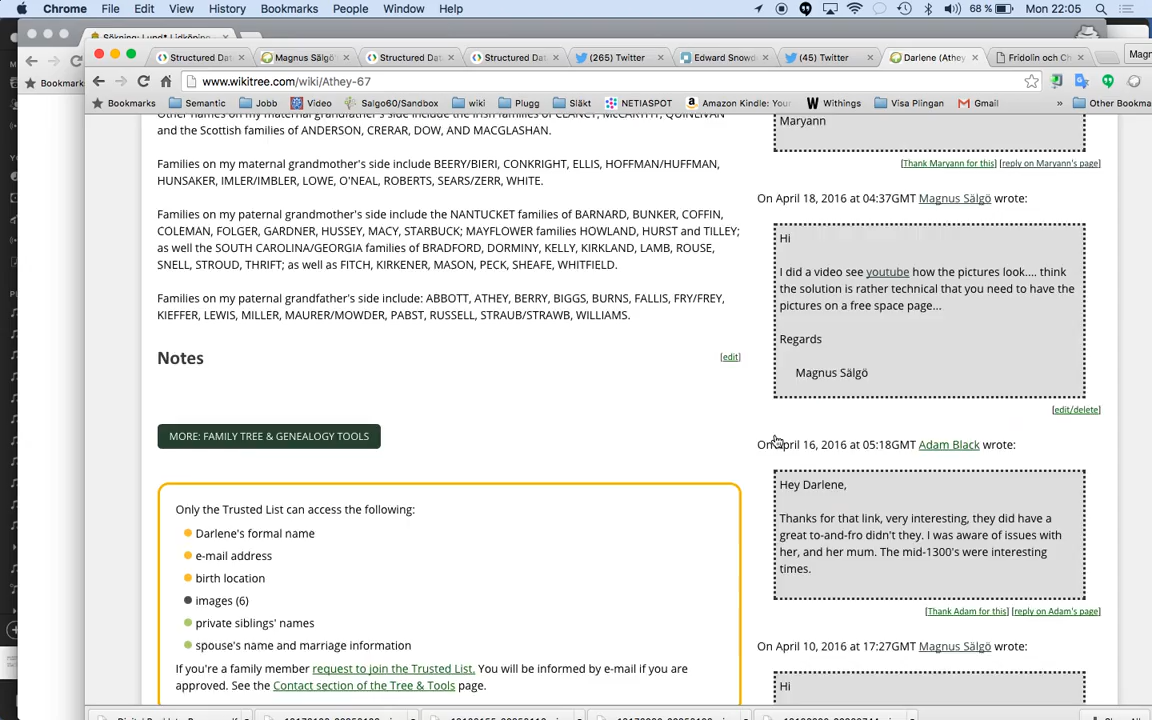 Chrome File Edit View History Bookmarks People Window Help 68 % Mon 22:05
Sökning: Lund* Lidköping
Structured Dat Magnus Sälgö Structured Dat Structured Dat (265) Twitter Edward Snowd (45) Twitter Darlene (Athey Fridolin och Ch Magn
www.wikitree.com/wiki/Athey-67
Bookmarks Semantic Jobb Video Saigo60/Sandbox wiki Plugg Släkt NETIASPOT Amazon Kindle: You Withings Visa Plingan Gmail » Other Bookma
and the Scottish families of ANDERSON, CRERAR, DOW, AND MACGLASHAN.
Families on my maternal grandmother's side include BEERY/BIERI, CONKRIGHT, ELLIS, HOFFMAN/HUFFMAN,
HUNSAKER, IMLER/IMBLER, LOWE, O'NEAL, ROBERTS, SEARS/ZERR, WHITE.
Families on my paternal grandmother's side include the NANTUCKET families of BARNARD, BUNKER, COFFIN,
COLEMAN, FOLGER, GARDNER, HUSSEY, MACY, STARBUCK; MAYFLOWER families HOWLAND, HURST and TILLEY;
as well the SOUTH CAROLINA/GEORGIA families of BRADFORD, DORMINY, KELLY, KIRKLAND, LAMB, ROUSE,
SNELL, STROUD, THRIFT; as well as FITCH, KIRKENER, MASON, PECK, SHEAFE, WHITFIELD.
Families on my paternal grandfather's side include: ABBOTT, ATHEY, BERRY, BIGGS, BURNS, FALLIS, FRY/FREY,
KIEFFER, LEWIS, MILLER, MAURER/MOWDER, PABST, RUSSELL, STRAUB/STRAWB, WILLIAMS.
Notes [edit]
MORE: FAMILY TREE & GENEALOGY TOOLS
Only the Trusted List can access the following:
Darlene's formal name
e-mail address
birth location
images (6)
private siblings' names
spouse's name and marriage information
If you're a family member request to join the Trusted List. You will be informed by e-mail if you are
approved. See the Contact section of the Tree & Tools page.
Maryann
[Thank Maryann for this] [reply on Maryann's page]
On April 18, 2016 at 04:37GMT Magnus Sälgö wrote:
Hi
I did a video see youtube how the pictures look.... think
the solution is rather technical that you need to have the
pictures on a free space page...
Regards
Magnus Sälgö
[edit/delete]
On April 16, 2016 at 05:18GMT Adam Black wrote:
Hey Darlene,
Thanks for that link, very interesting, they did have a
great to-and-fro didn't they. I was aware of issues with
her, and her mum. The mid-1300's were interesting
times.
[Thank Adam for this] [reply on Adam's page]
On April 10, 2016 at 17:27GMT Magnus Sälgö wrote:
Hi